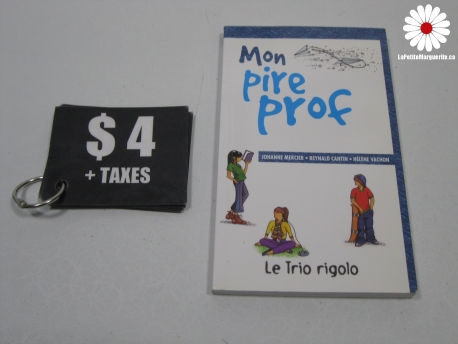 LaPetiteMarguerite.ca
$ 4
+ TAXES
Mon
pire
prof
JOHANNE MERCIER • REYNALD CANTIN • HÉLÈNE VACHON
Le Trio rigolo